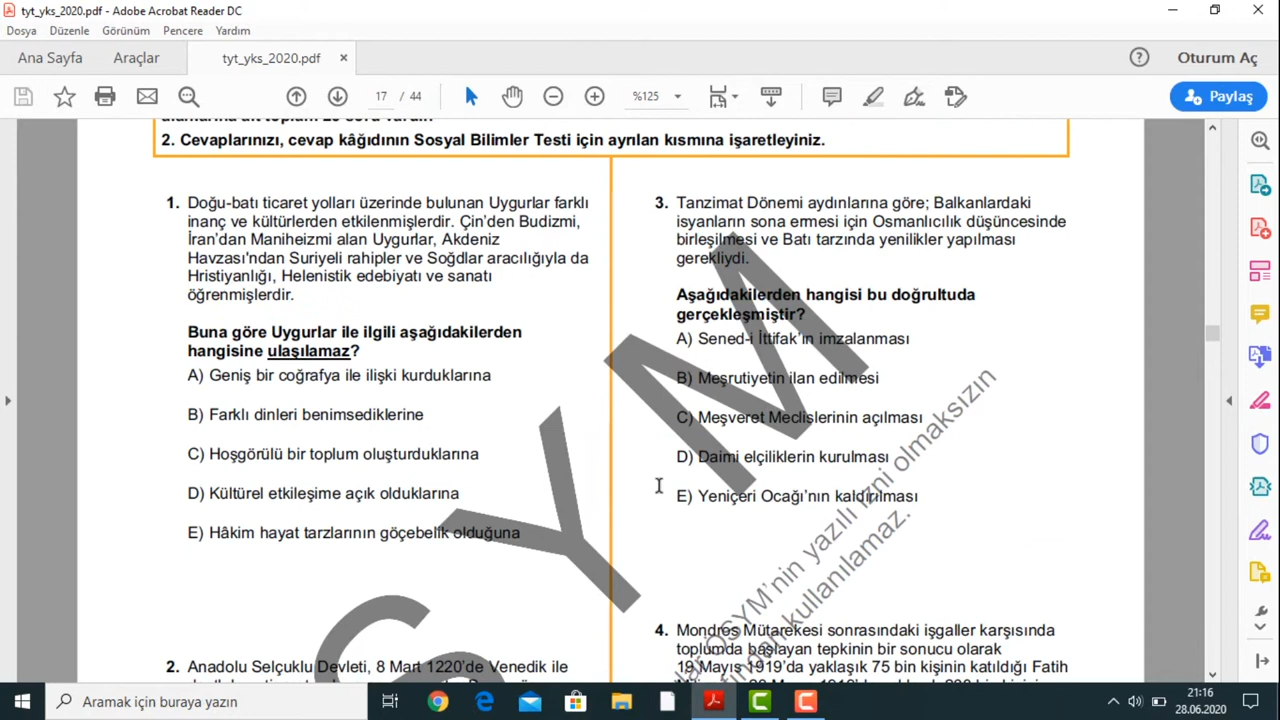 tyt_yks_2020.pdf - Adobe Acrobat Reader DC
Dosya Düzenle Görünüm Pencere Yardım
Ana Sayfa Araçlar tyt_yks_2020.pdf × Oturum Aç
17 / 44 %125 Paylaş
2. Cevaplarınızı, cevap kâğıdının Sosyal Bilimler Testi için ayrılan kısmına işaretleyiniz.
1. Doğu-batı ticaret yolları üzerinde bulunan Uygurlar farklı
inanç ve kültürlerden etkilenmişlerdir. Çin’den Budizmi,
İran’dan Maniheizmi alan Uygurlar, Akdeniz
Havzası'ndan Suriyeli rahipler ve Soğdlar aracılığıyla da
Hristiyanlığı, Helenistik edebiyatı ve sanatı
öğrenmişlerdir.
Buna göre Uygurlar ile ilgili aşağıdakilerden
hangisine ulaşılamaz?
A) Geniş bir coğrafya ile ilişki kurduklarına
B) Farklı dinleri benimsediklerine
C) Hoşgörülü bir toplum oluşturduklarına
D) Kültürel etkileşime açık olduklarına
E) Hâkim hayat tarzlarının göçebelik olduğuna
2. Anadolu Selçuklu Devleti, 8 Mart 1220’de Venedik ile
3. Tanzimat Dönemi aydınlarına göre; Balkanlardaki
isyanların sona ermesi için Osmanlıcılık düşüncesinde
birleşilmesi ve Batı tarzında yenilikler yapılması
gerekliydi.
Aşağıdakilerden hangisi bu doğrultuda
gerçekleşmiştir?
A) Sened-i İttifak’ın imzalanması
B) Meşrutiyetin ilan edilmesi
C) Meşveret Meclislerinin açılması
D) Daimi elçiliklerin kurulması
E) Yeniçeri Ocağı’nın kaldırılması
4. Mondros Mütarekesi sonrasındaki işgaller karşısında
toplumda başlayan tepkinin bir sonucu olarak
19 Mayıs 1919’da yaklaşık 75 bin kişinin katıldığı Fatih
SYM
ÖSYM’nin yazılı izni olmaksızın
kullanılamaz.
Aramak için buraya yazın
21:16
28.06.2020